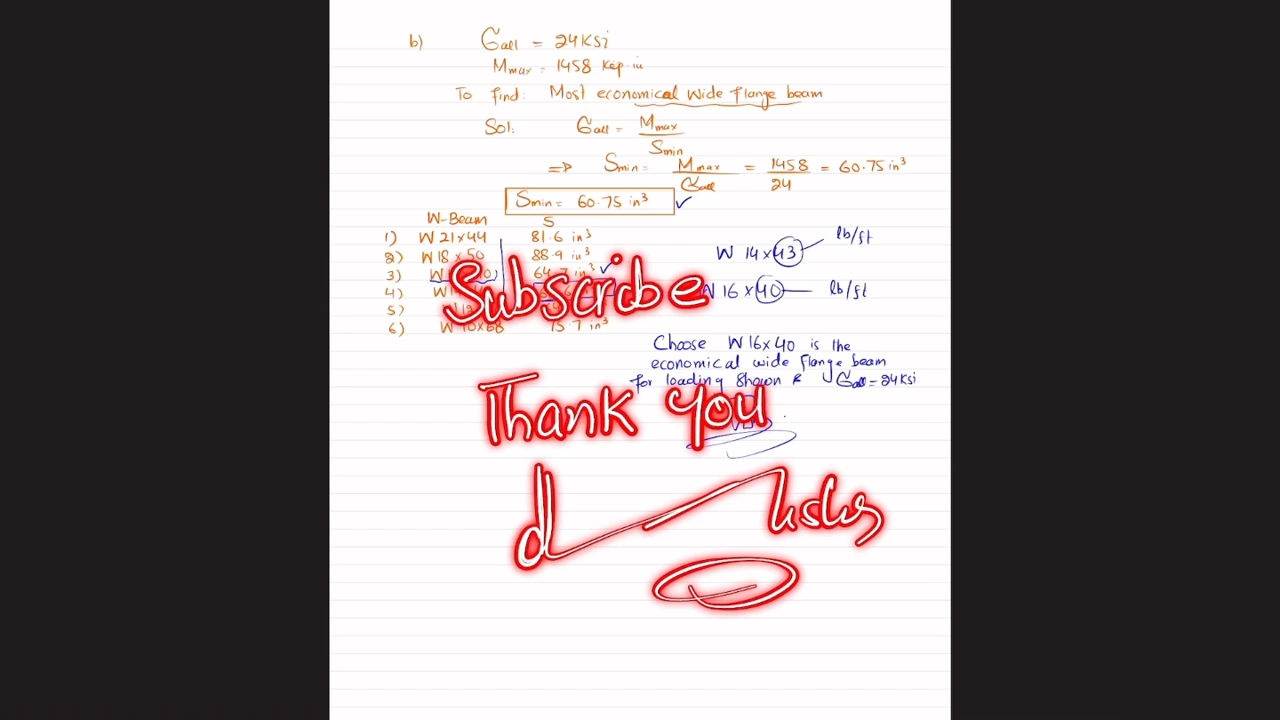 b) σall = 24 KSi
Mmax = 1458 Kip-in
To find: Most economical wide flange beam
Sol: σall = Mmax / Smin
⇒ Smin = Mmax / σall = 1458 / 24 = 60.75 in³
Smin = 60.75 in³ ✓
W-Beam S
1) W 21x44 81.6 in³
2) W 18x50 88.9 in³
3) W 64.7 in³ ✓
4)
5)
6) W 10x68 75.7 in³
W 14x43 lb/ft
W 16x40 lb/ft
Choose W 16x40 is the
economical wide flange beam
for loading shown & σall = 24 KSi
Subscribe
Thank you